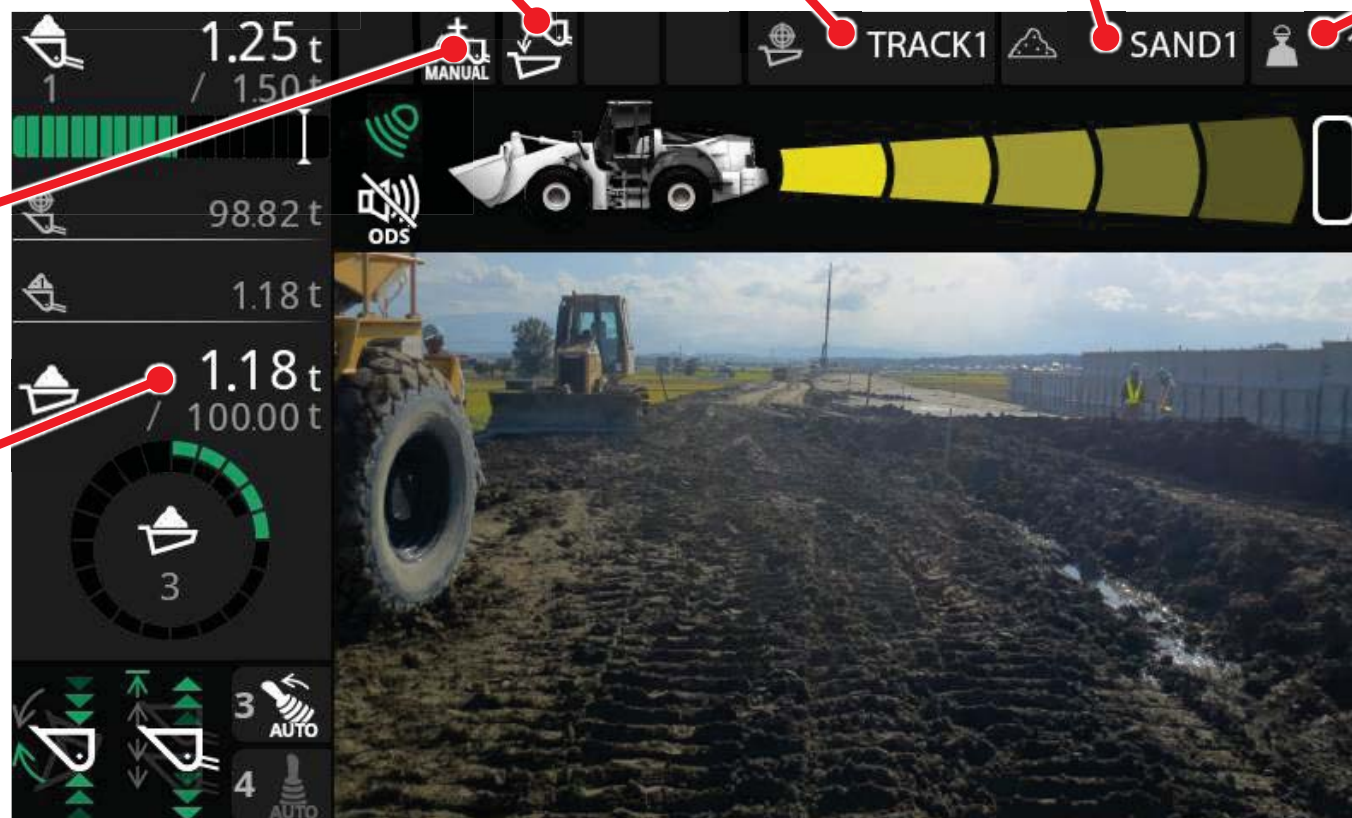 1.25 t
1 / 1.50 t
98.82 t
1.18 t
1.18 t
/ 100.00 t
3
3 AUTO
4 AUTO
MANUAL
TRACK1
SAND1
ODS